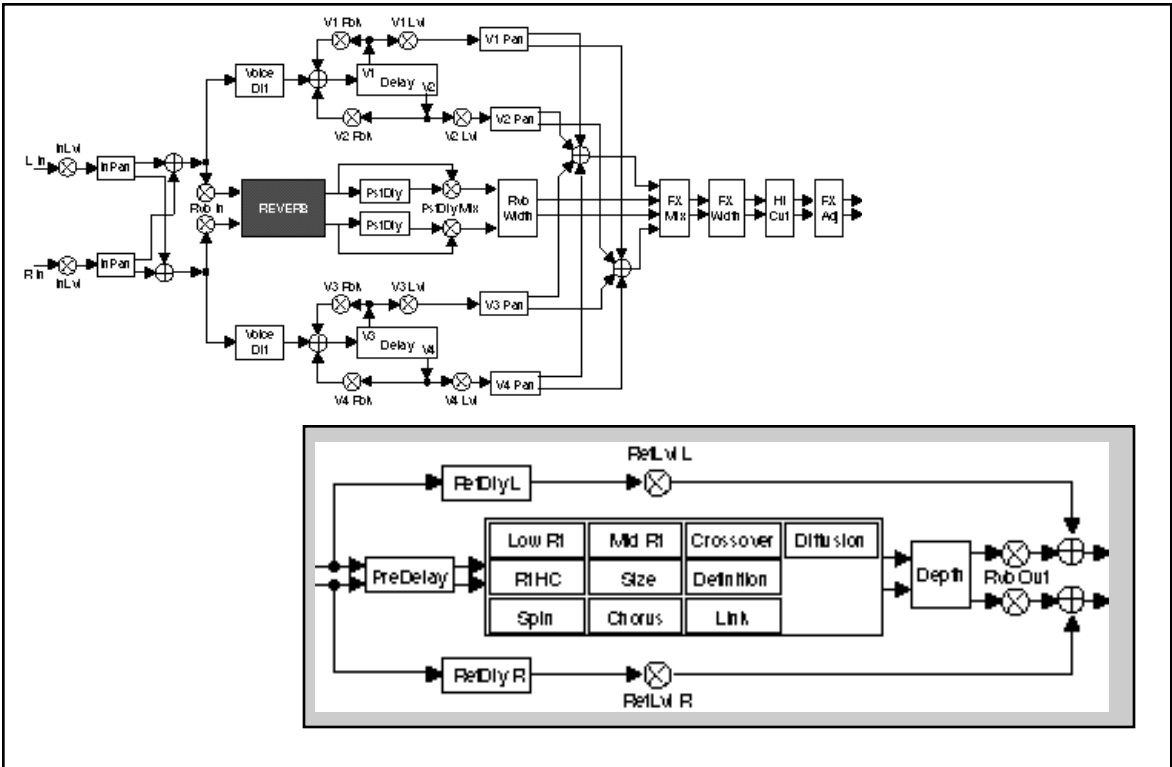 V1 Fbk V1 Lvl
V1 Pan
Voice Dl1
V1 Delay V2
V2 Fbk V2 Lvl
V2 Pan
InLvl
L In
InPan
Rvb In
REVERB
PstDly
PstDly
PstDlyMix
Rvb Width
FX Mix
FX Width
Hi Cut
FX Adj
R In
InPan
InLvl
V3 Fbk V3 Lvl
V3 Pan
Voice Dl1
V3 Delay V4
V4 Fbk V4 Lvl
V4 Pan
RefLvl L
RefDly L
Low Rt Mid Rt Crossover Diffusion
PreDelay
RtHC Size Definition
Depth
Rvb Out
Spin Chorus Link
RefDly R
RefLvl R